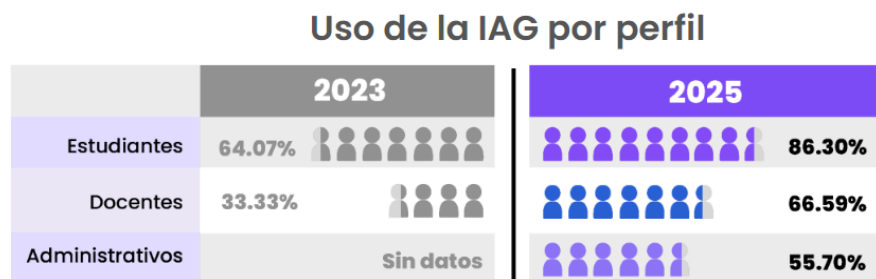 Uso de la IAG por perfil
2023 2025
Estudiantes 64.07% 86.30%
Docentes 33.33% 66.59%
Administrativos Sin datos 55.70%